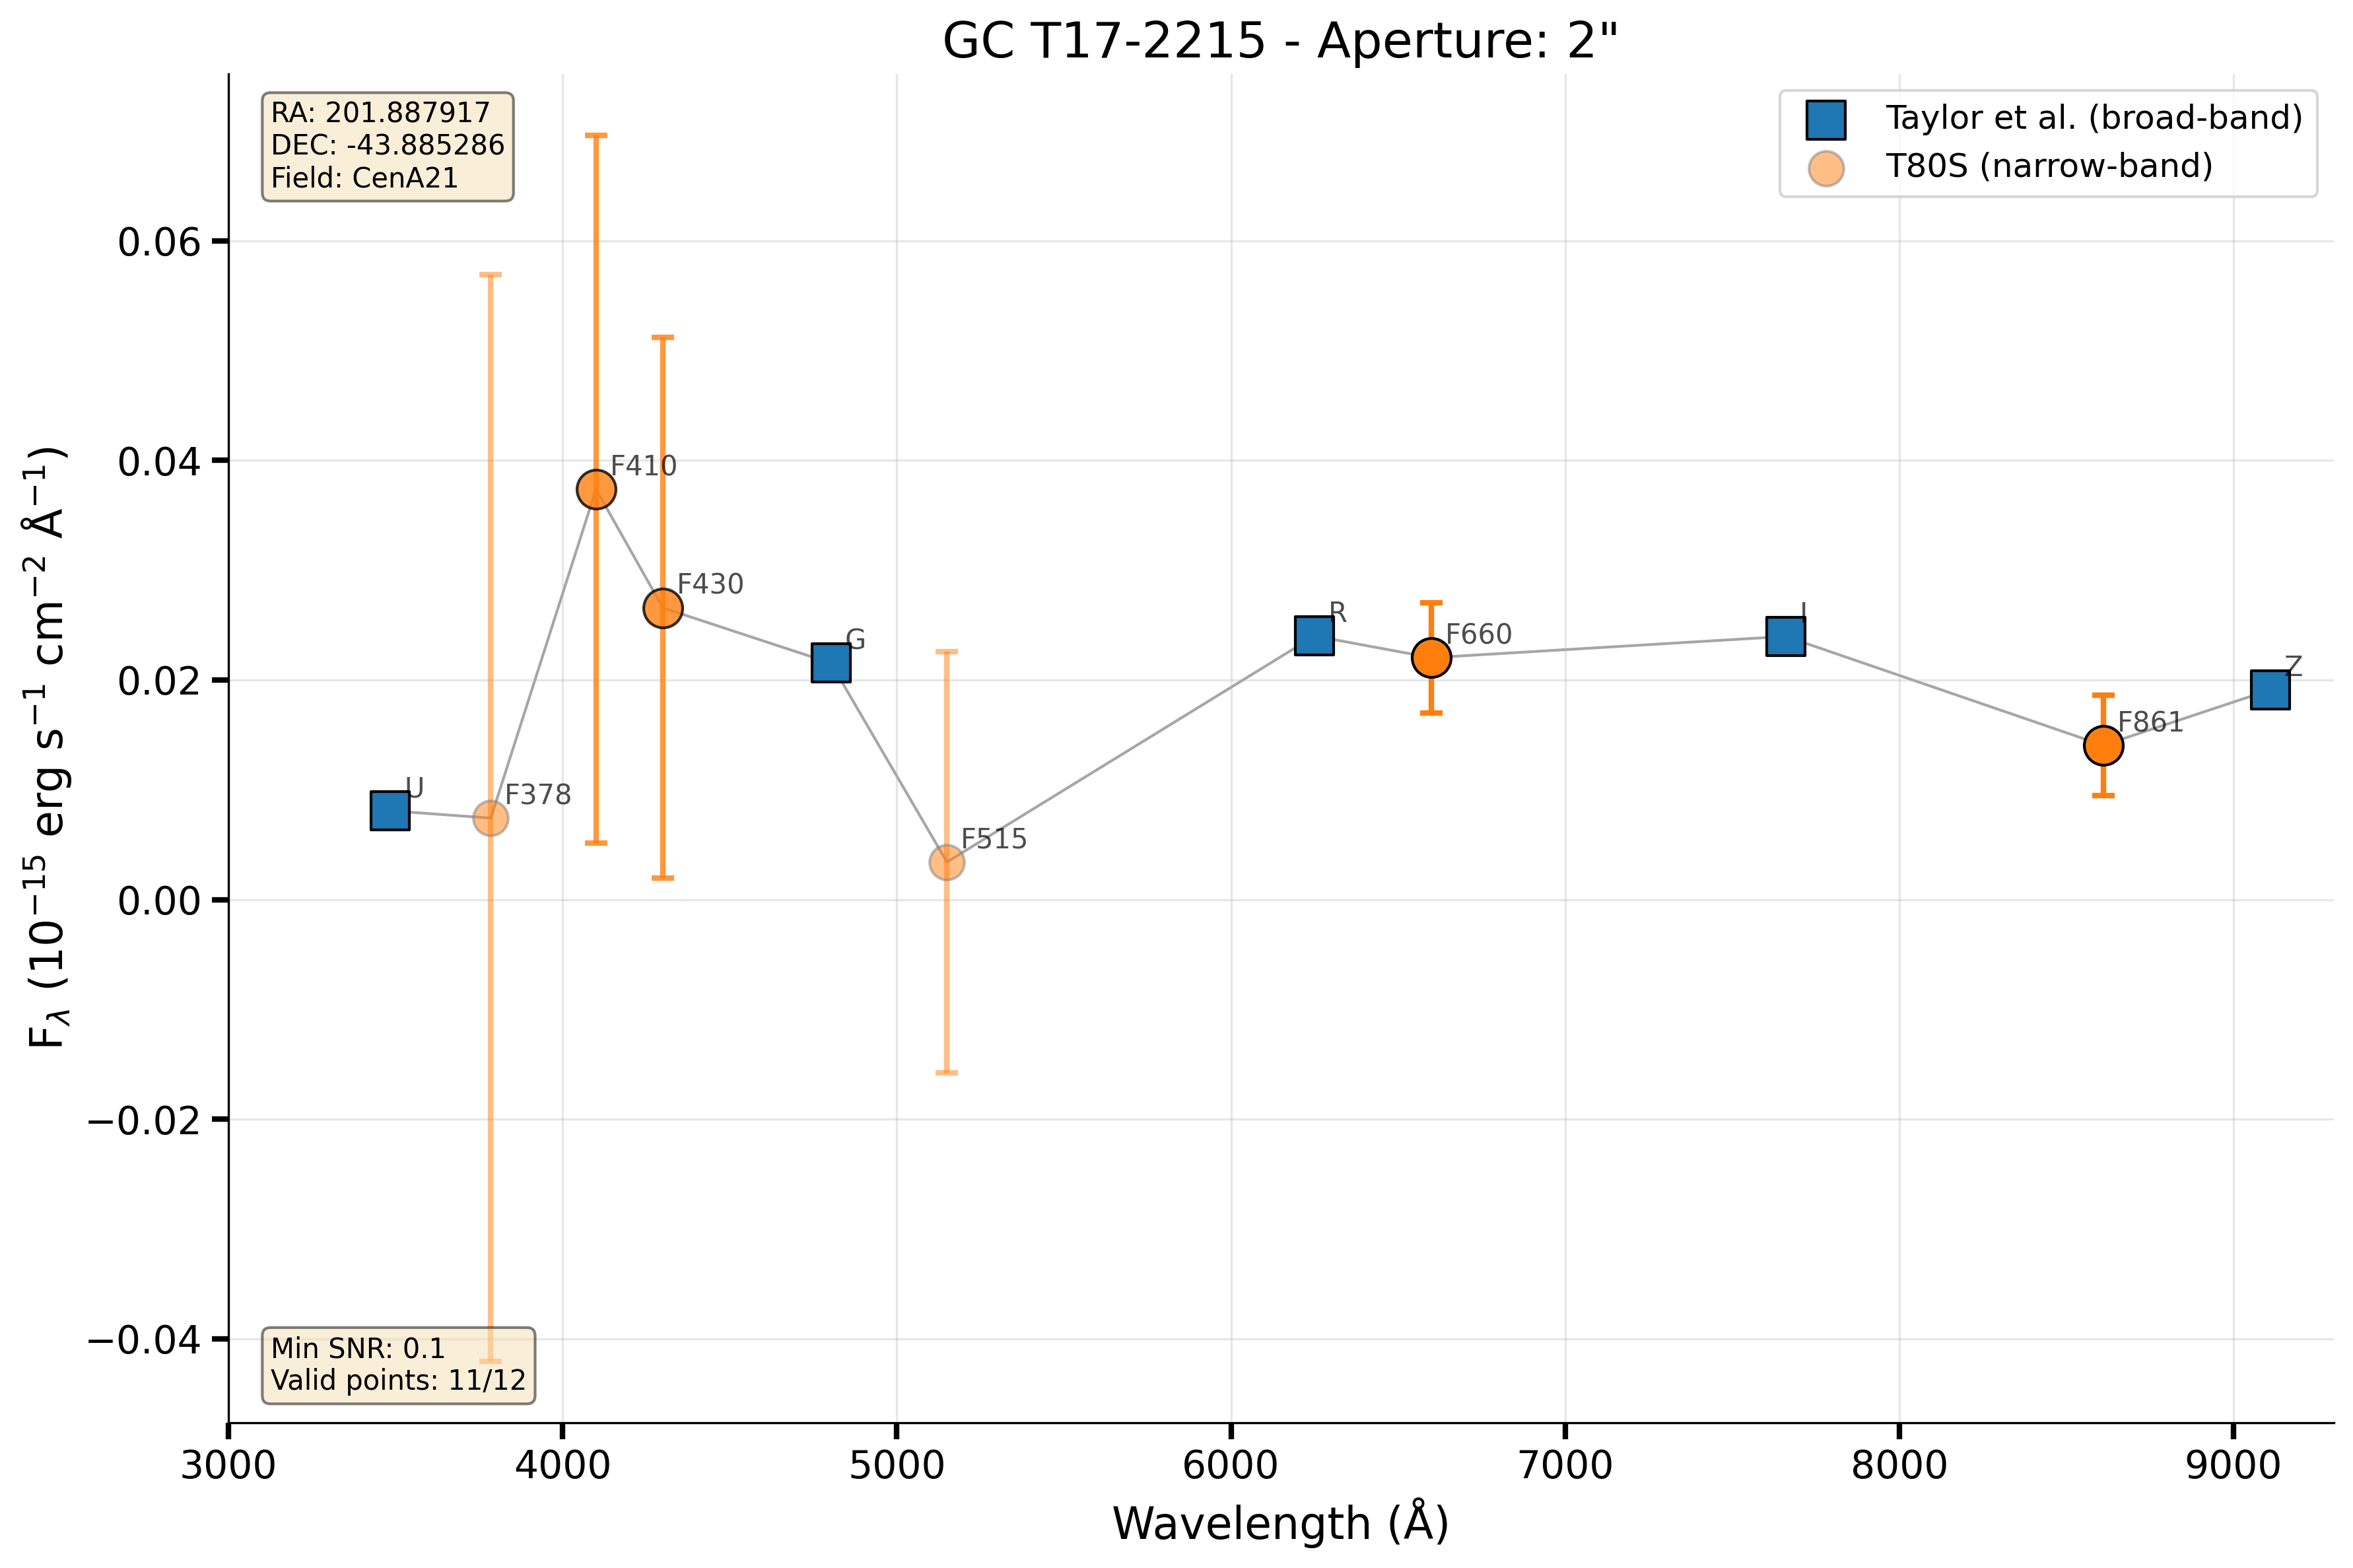 GC T17-2215 - Aperture: 2"
RA: 201.887917
DEC: -43.885286
Field: CenA21
Taylor et al. (broad-band)
T80S (narrow-band)
F_λ (10⁻¹⁵ erg s⁻¹ cm⁻² Å⁻¹)
0.06
0.04
0.02
0.00
−0.02
−0.04
U
F378
F410
F430
G
F515
R
F660
I
F861
Z
Min SNR: 0.1
Valid points: 11/12
3000 4000 5000 6000 7000 8000 9000
Wavelength (Å)